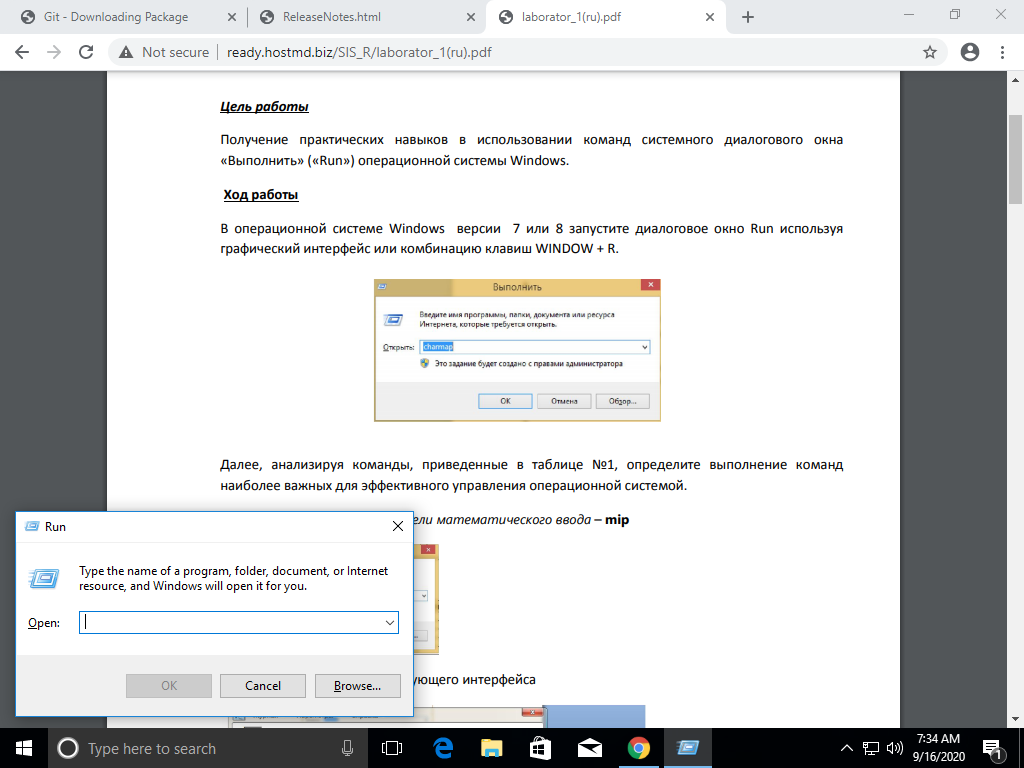 Git - Downloading Package
ReleaseNotes.html
laborator_1(ru).pdf
Not secure
ready.hostmd.biz/SIS_R/laborator_1(ru).pdf
Цель работы
Получение практических навыков в использовании команд системного диалогового окна
«Выполнить» («Run») операционной системы Windows.
Ход работы
В операционной системе Windows версии 7 или 8 запустите диалоговое окно Run используя
графический интерфейс или комбинацию клавиш WINDOW + R.
Выполнить
Введите имя программы, папки, документа или ресурса
Интернета, которые требуется открыть.
Открыть:
charmap
Это задание будет создано с правами администратора
ОК
Отмена
Обзор...
Далее, анализируя команды, приведенные в таблице №1, определите выполнение команд
наиболее важных для эффективного управления операционной системой.
ели математического ввода – mip
ующего интерфейса
Run
Type the name of a program, folder, document, or Internet
resource, and Windows will open it for you.
Open:
OK
Cancel
Browse...
Type here to search
7:34 AM
9/16/2020
1